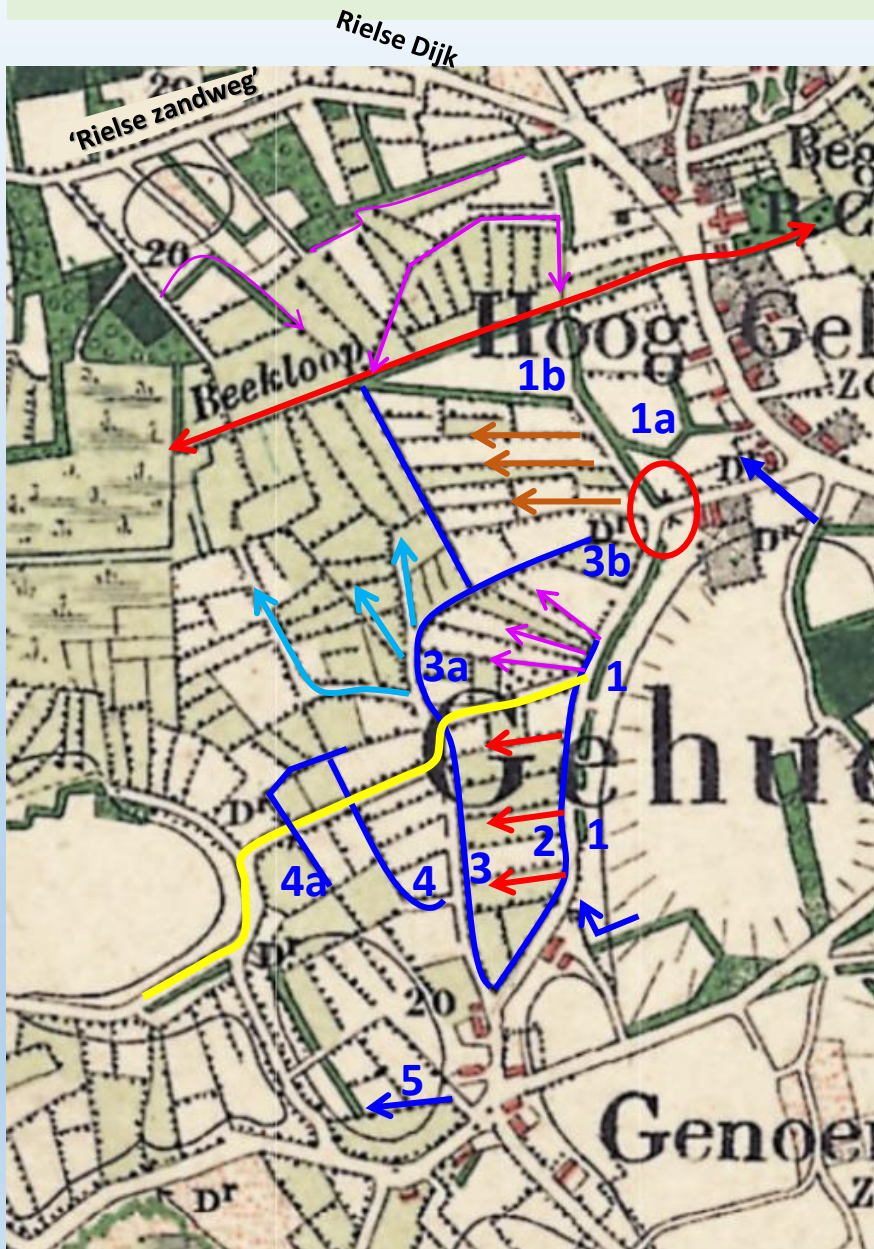 Rielse Dijk
20
‘Rielse zandweg’
Beg
20
Hoog Gel
Beekloop
1b
1a
D
Dr
Dr
3b
3a
1
Gehu
Dr
2
1
3
4a
4
Dr
20
5
Genoe
Dr
Z